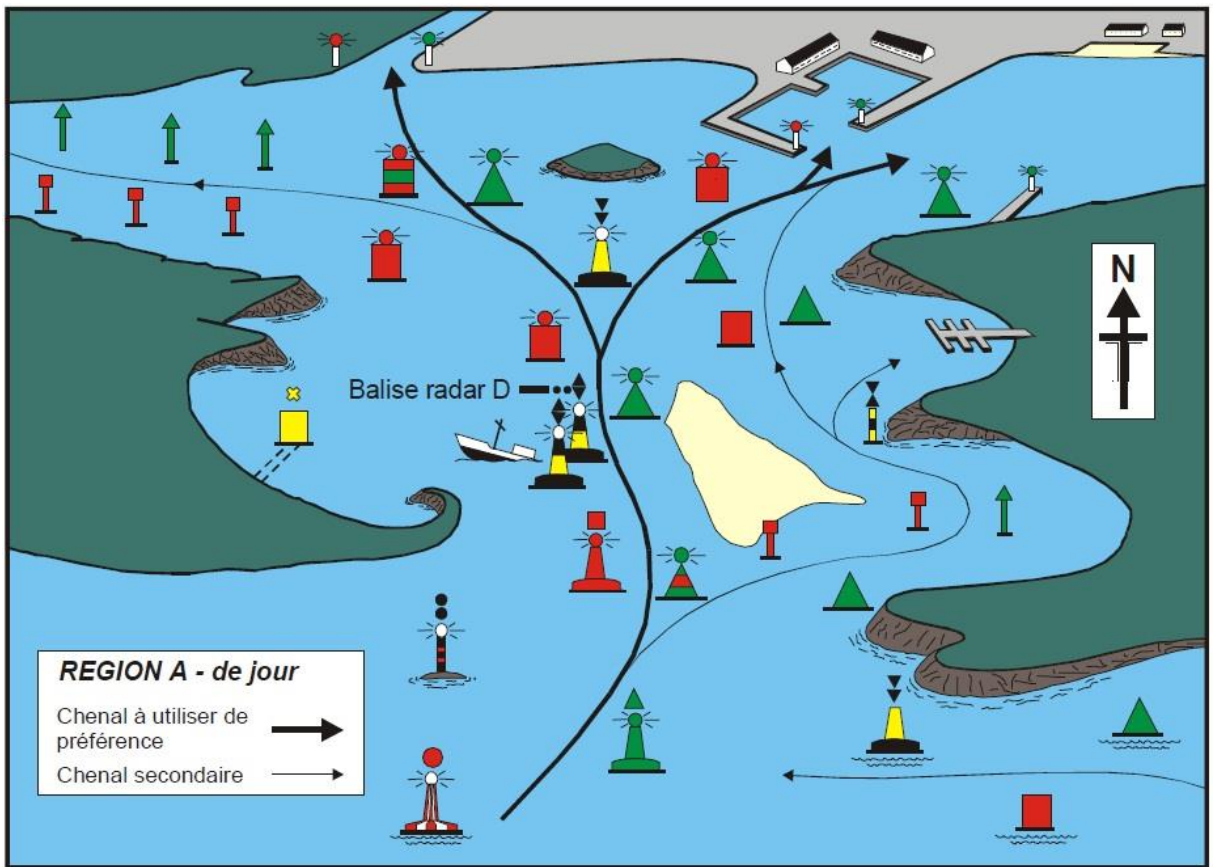 N
Balise radar D
REGION A - de jour
Chenal à utiliser de
préférence
Chenal secondaire